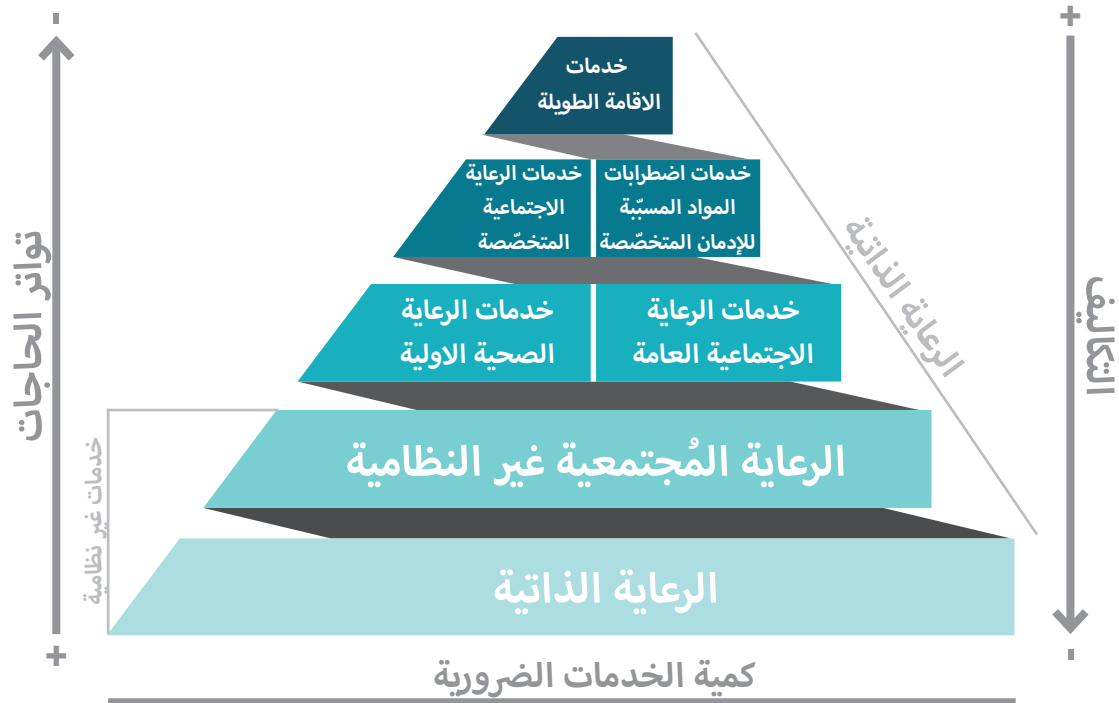 +
-
خدمات
الاقامة الطويلة
خدمات اضطرابات
المواد المسبّبة
للإدمان المتخصّصة
خدمات الرعاية
الاجتماعية
المتخصّصة
خدمات الرعاية
الاجتماعية العامة
خدمات الرعاية
الصحية الاولية
الرعاية المُجتمعية غير النظامية
الرعاية الذاتية
الرعاية الذاتية
التكاليف
تواتر الحاجات
خدمات غير نظامية
-
+
كمية الخدمات الضرورية